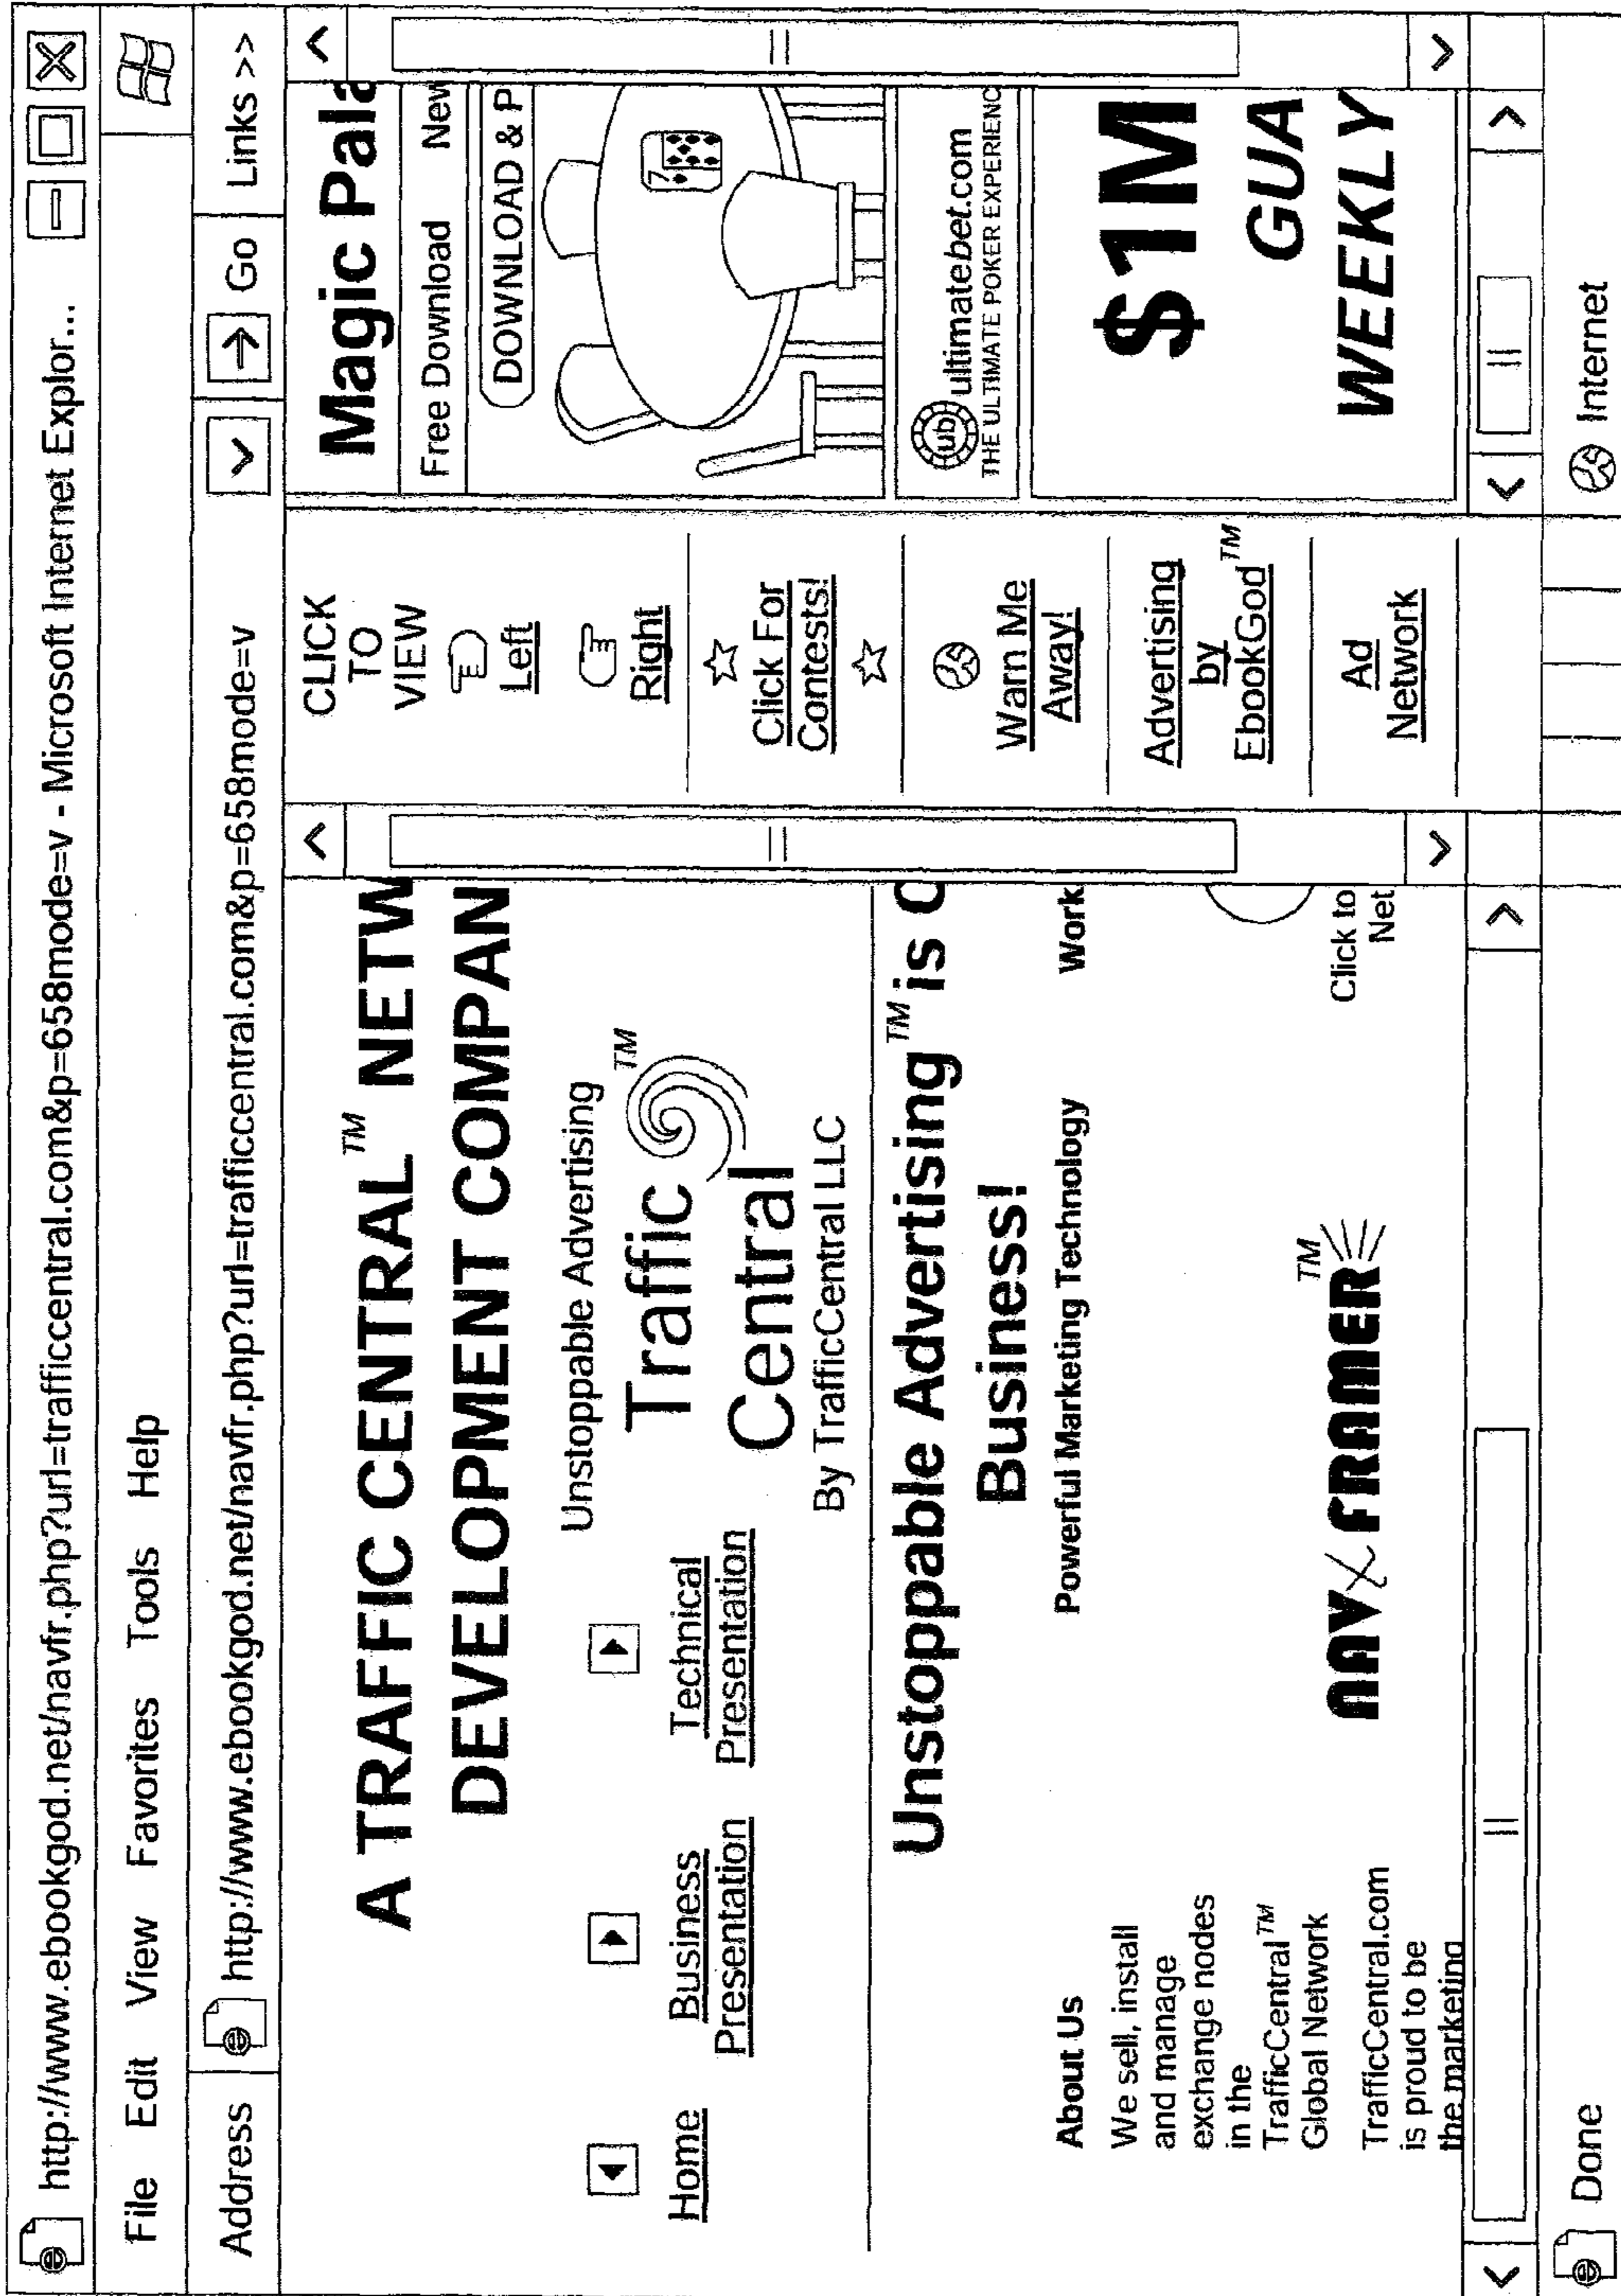 http://www.ebookgod.net/navfr.php?url=trafficcentral.com&p=658mode=v - Microsoft Internet Explor...
File Edit View Favorites Tools Help
Address http://www.ebookgod.net/navfr.php?url=trafficcentral.com&p=658mode=v Go Links >>
A TRAFFIC CENTRAL™ NETW
DEVELOPMENT COMPAN
Home
Business
Presentation
Technical
Presentation
Unstoppable Advertising
Traffic
Central
TM
By TrafficCentral LLC
Unstoppable Advertising™ is C
Business!
About Us
We sell, install
and manage
exchange nodes
in the
TrafficCentral™
Global Network
TrafficCentral.com
is proud to be
the marketing
Powerful Marketing Technology
NAV FRAMER™
Work
Click to
Net
CLICK
TO
VIEW
Left
Right
Click For
Contests!
Warn Me
Away!
Advertising
by
EbookGod™
Ad
Network
Magic Pala
Free Download New
DOWNLOAD & P
7
ub ultimatebet.com
THE ULTIMATE POKER EXPERIENC
$1M
GUA
WEEKLY
Done Internet